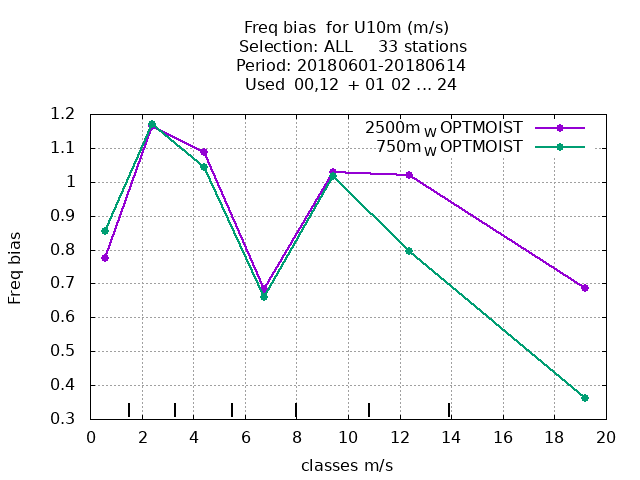 Freq bias for U10m (m/s)
Selection: ALL 33 stations
Period: 20180601-20180614
Used 00,12 + 01 02 ... 24
2500m W OPTMOIST
750m W OPTMOIST
1.2
1.1
1
0.9
0.8
0.7
0.6
0.5
0.4
0.3
Freq bias
0 2 4 6 8 10 12 14 16 18 20
classes m/s